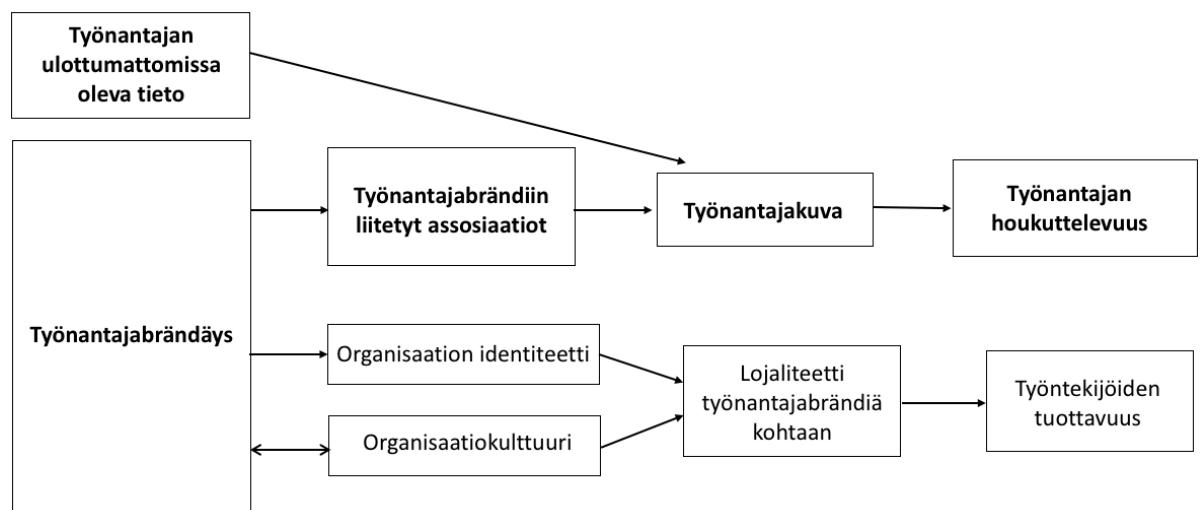 Työnantajan
ulottumattomissa
oleva tieto
Työnantajabrändiin
liitetyt assosiaatiot
Työnantajakuva
Työnantajan
houkuttelevuus
Työnantajabrändäys
Organisaation identiteetti
Organisaatiokulttuuri
Lojaliteetti
työnantajabrändiä
kohtaan
Työntekijöiden
tuottavuus